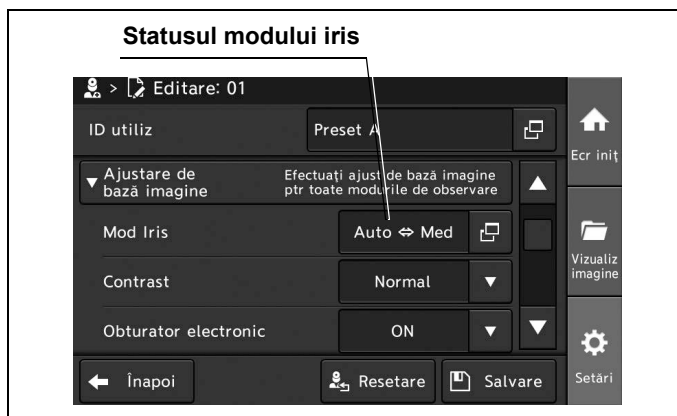 Statusul modului iris
> Editare: 01
ID utiliz Preset A
Ecr iniț
Ajustare de bază imagine
Efectuați ajust de bază imagine
ptr toate modurile de observare
Mod Iris Auto ⇔ Med
Vizualiz
imagine
Contrast Normal
Obturator electronic ON
Înapoi Resetare Salvare
Setări